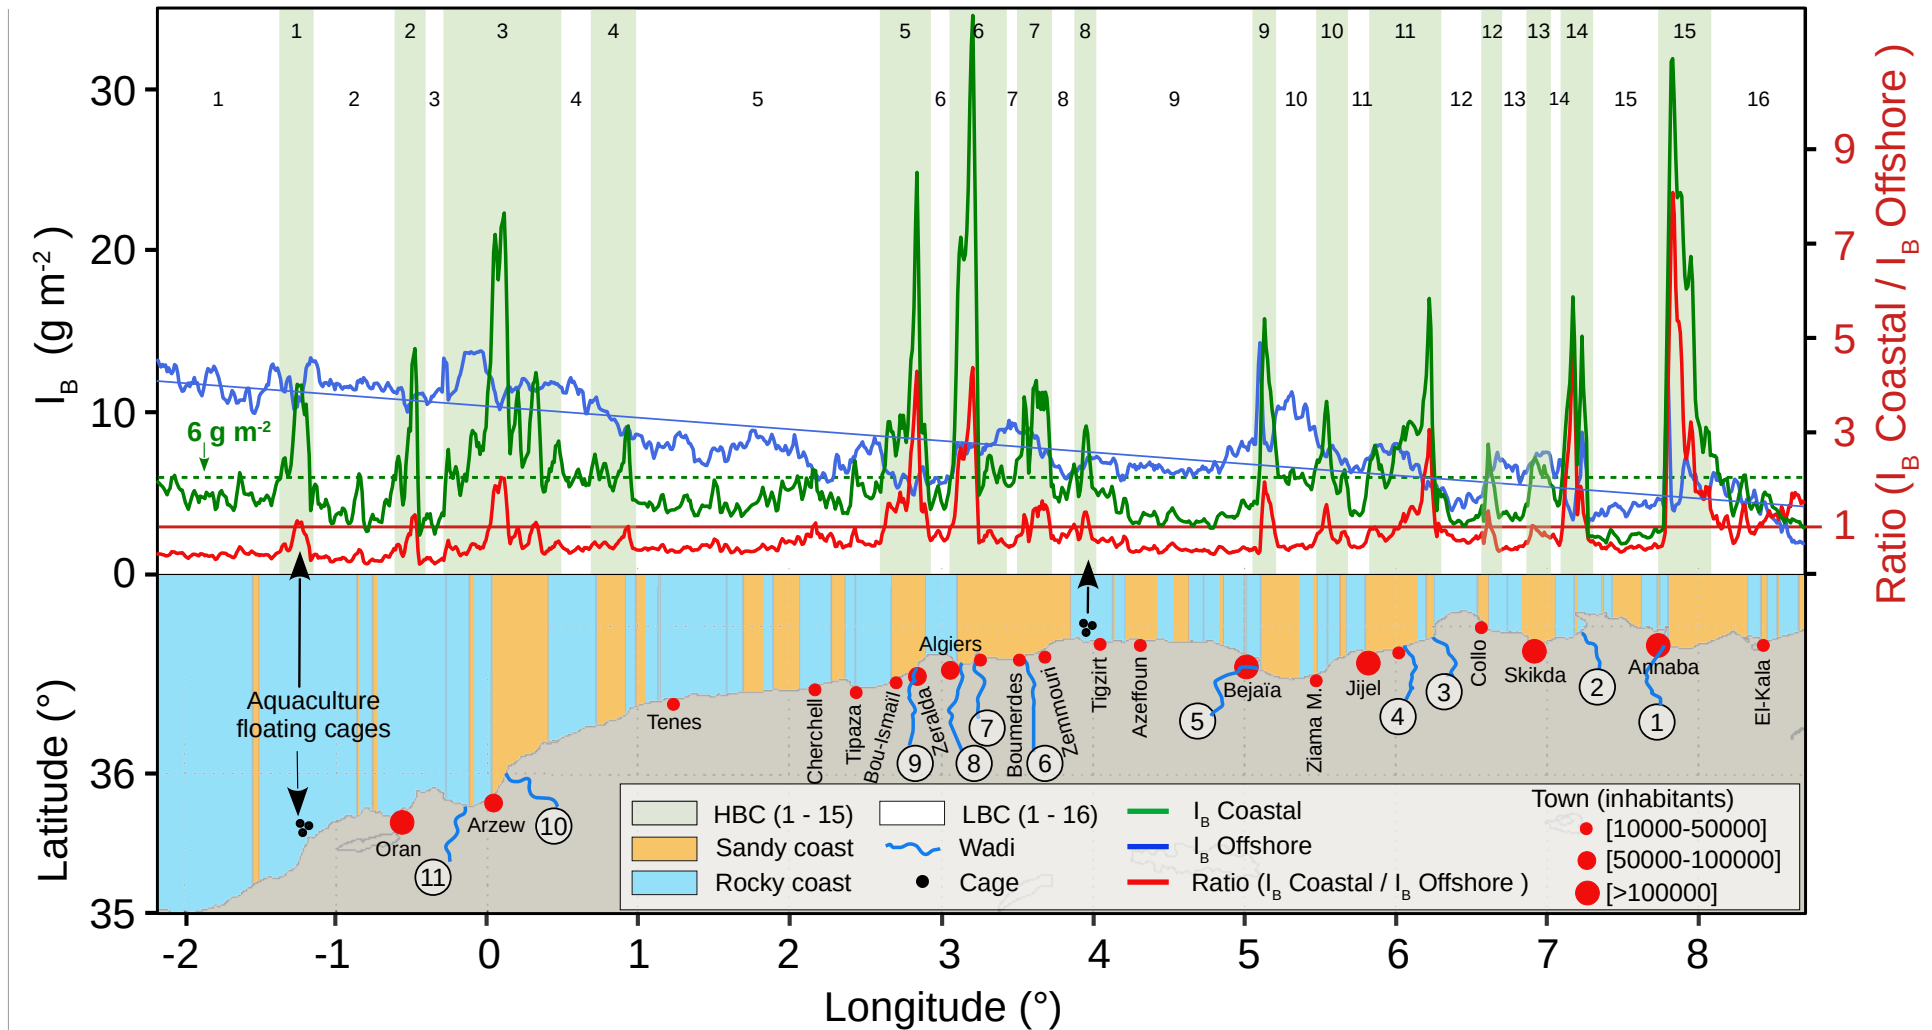 1 2 3 4 5 6 7 8 9 10 11 12 13 14 15
1 2 3 4 5 6 7 8 9 10 11 12 13 14 15 16
30
20
10
0
I_B (g m⁻²)
6 g m⁻²
9
7
5
3
1
Ratio (I_B Coastal / I_B Offshore)
Latitude (°)
36
35
Aquaculture
floating cages
Oran
Arzew
Tenes
Cherchell
Tipaza
Bou-Ismaïl
Zeralda
Algiers
Boumerdes
Zemmouri
Tigzirt
Azeffoun
Bejaïa
Ziama M.
Jijel
Collo
Skikda
Annaba
El-Kala
11
10
9
8
7
6
5
4
3
2
1
HBC (1 - 15)
LBC (1 - 16)
I_B Coastal
Sandy coast
Wadi
I_B Offshore
Rocky coast
Cage
Ratio (I_B Coastal / I_B Offshore )
Town (inhabitants)
[10000-50000]
[50000-100000]
[>100000]
-2 -1 0 1 2 3 4 5 6 7 8
Longitude (°)